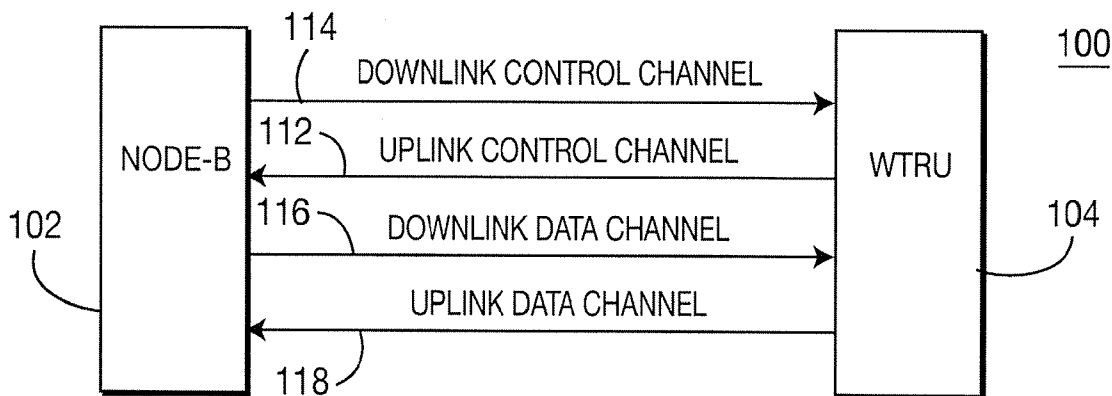 114
100
DOWNLINK CONTROL CHANNEL
112
UPLINK CONTROL CHANNEL
NODE-B
WTRU
102
116
DOWNLINK DATA CHANNEL
104
UPLINK DATA CHANNEL
118